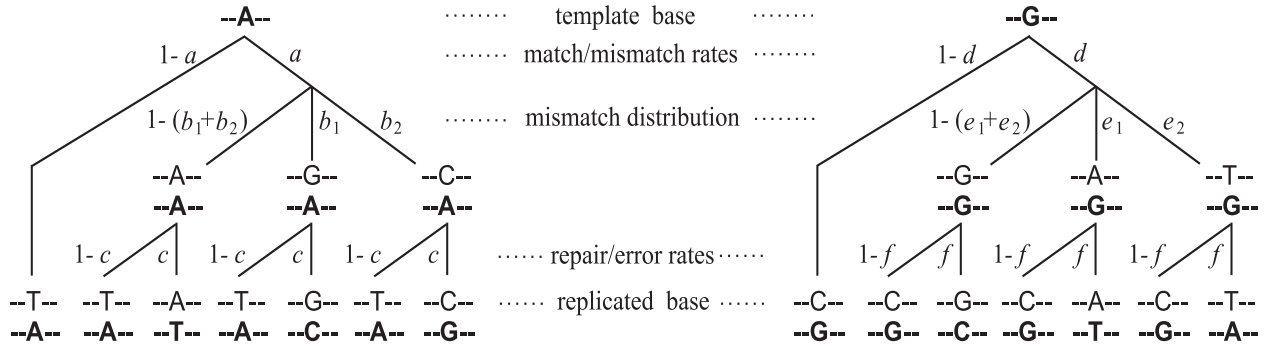 --A-- ········ template base ········ --G--
1- a a ········ match/mismatch rates ········ 1- d d
1- (b1+b2) b1 b2 ········ mismatch distribution ········ 1- (e1+e2) e1 e2
--A-- --G-- --C-- --G-- --A-- --T--
--A-- --A-- --A-- --G-- --G-- --G--
1- c c 1- c c 1- c c ······ repair/error rates ······ 1- f f 1- f f 1- f f
--T-- --T-- --A-- --T-- --G-- --T-- --C-- ······ replicated base ······ --C-- --C-- --G-- --C-- --A-- --C-- --T--
--A-- --A-- --T-- --A-- --C-- --A-- --G-- --G-- --G-- --C-- --G-- --T-- --G-- --A--